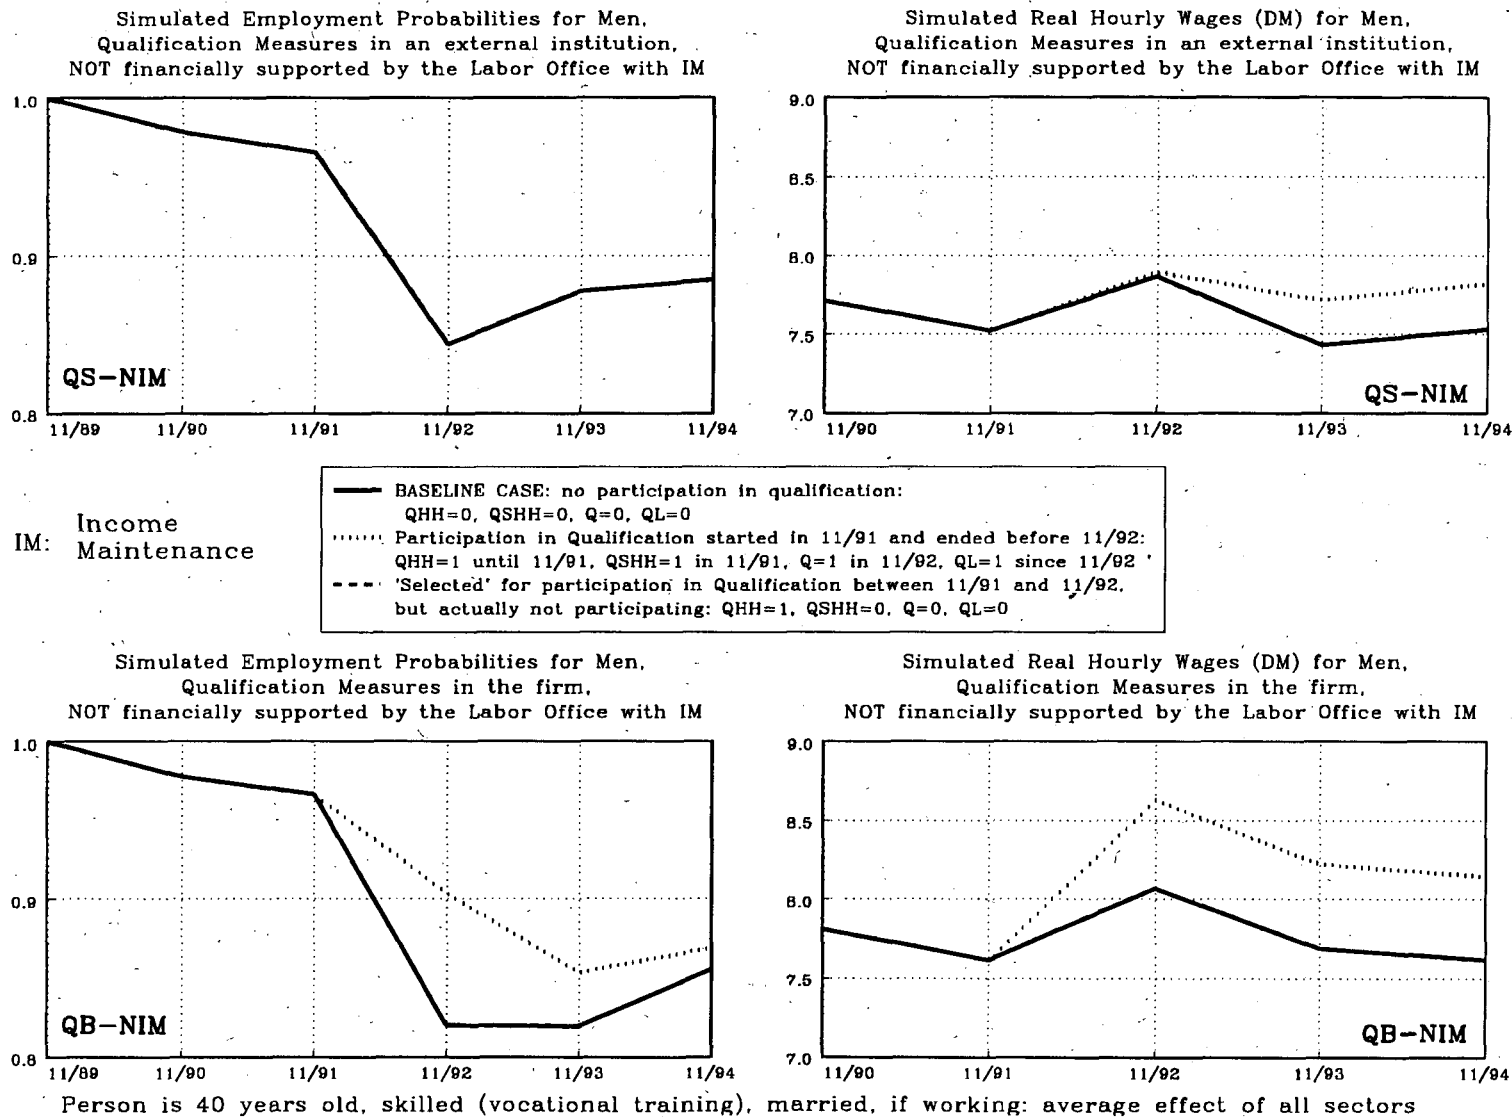 Simulated Employment Probabilities for Men,
Qualification Measures in an external institution,
NOT financially supported by the Labor Office with IM
1.0
0.9
0.8
QS-NIM
11/89 11/90 11/91 11/92 11/93 11/94
Simulated Real Hourly Wages (DM) for Men,
Qualification Measures in an external institution,
NOT financially supported by the Labor Office with IM
9.0
8.5
8.0
7.5
7.0
QS-NIM
11/90 11/91 11/92 11/93 11/94
IM: Income
Maintenance
BASELINE CASE: no participation in qualification:
QHH=0, QSHH=0, Q=0, QL=0
Participation in Qualification started in 11/91 and ended before 11/92:
QHH=1 until 11/91, QSHH=1 in 11/91, Q=1 in 11/92, QL=1 since 11/92
'Selected' for participation in Qualification between 11/91 and 11/92,
but actually not participating: QHH=1, QSHH=0, Q=0, QL=0
Simulated Employment Probabilities for Men,
Qualification Measures in the firm,
NOT financially supported by the Labor Office with IM
1.0
0.9
0.8
QB-NIM
11/89 11/90 11/91 11/92 11/93 11/94
Simulated Real Hourly Wages (DM) for Men,
Qualification Measures in the firm,
NOT financially supported by the Labor Office with IM
9.0
8.5
8.0
7.5
7.0
QB-NIM
11/90 11/91 11/92 11/93 11/94
Person is 40 years old, skilled (vocational training), married, if working: average effect of all sectors